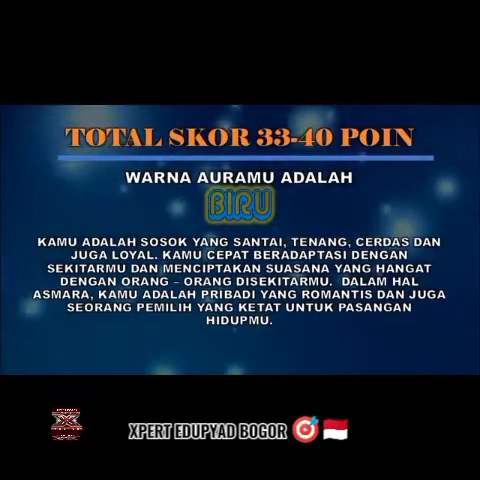 TOTAL SKOR 33-40 POIN
WARNA AURAMU ADALAH
BIRU
KAMU ADALAH SOSOK YANG SANTAI, TENANG, CERDAS DAN
JUGA LOYAL. KAMU CEPAT BERADAPTASI DENGAN
SEKITARMU DAN MENCIPTAKAN SUASANA YANG HANGAT
DENGAN ORANG – ORANG DISEKITARMU. DALAM HAL
ASMARA, KAMU ADALAH PRIBADI YANG ROMANTIS DAN JUGA
SEORANG PEMILIH YANG KETAT UNTUK PASANGAN
HIDUPMU.
XPERT EDUPYAD BOGOR